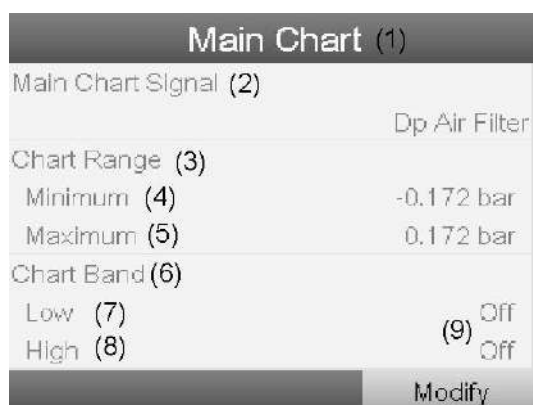 Main Chart (1)
Main Chart Signal (2)
Dp Air Filter
Chart Range (3)
Minimum (4) -0.172 bar
Maximum (5) 0.172 bar
Chart Band (6)
Low (7) Off
(9)
High (8) Off
Modify